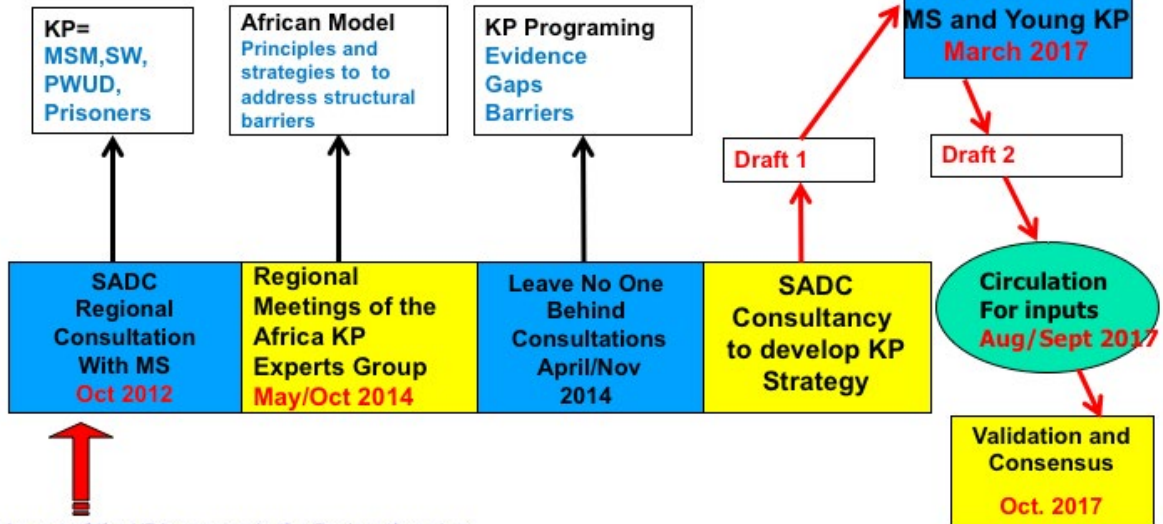 KP=
MSM,SW,
PWUD,
Prisoners
African Model
Principles and
strategies to to
address structural
barriers
KP Programing
Evidence
Gaps
Barriers
Draft 1
MS and Young KP
March 2017
Draft 2
SADC
Regional
Consultation
With MS
Oct 2012
Regional
Meetings of the
Africa KP
Experts Group
May/Oct 2014
Leave No One
Behind
Consultations
April/Nov
2014
SADC
Consultancy
to develop KP
Strategy
Circulation
For inputs
Aug/Sept 2017
Validation and
Consensus
Oct. 2017